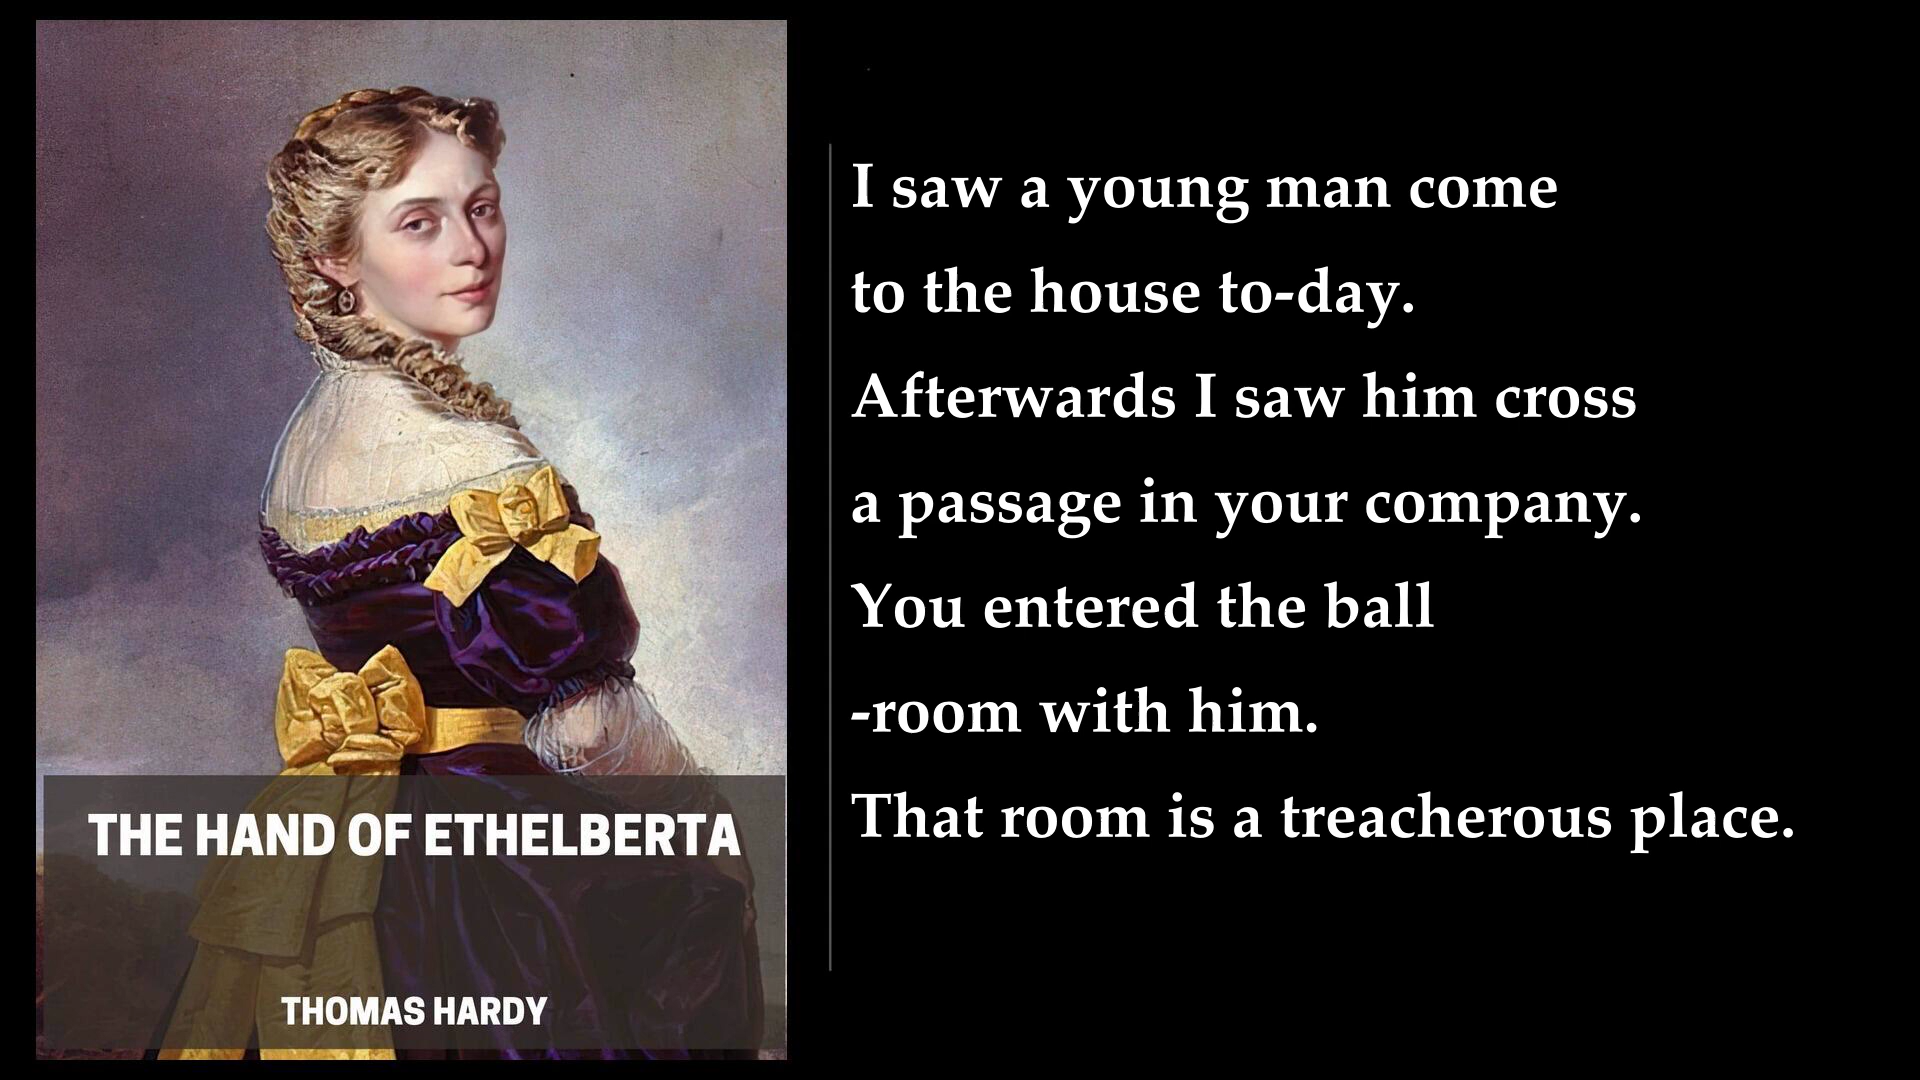 THE HAND OF ETHELBERTA
THOMAS HARDY
I saw a young man come
to the house to-day.
Afterwards I saw him cross
a passage in your company.
You entered the ball
-room with him.
That room is a treacherous place.